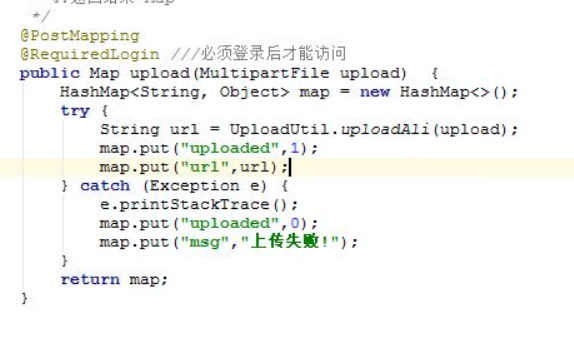 */
@PostMapping
@RequiredLogin ///必须登录后才能访问
public Map upload(MultipartFile upload)  {
    HashMap<String, Object> map = new HashMap<>();
    try {
        String url = UploadUtil.uploadAli(upload);
        map.put("uploaded",1);
        map.put("url",url);
    } catch (Exception e) {
        e.printStackTrace();
        map.put("uploaded",0);
        map.put("msg","上传失败!");
    }
    return map;
}